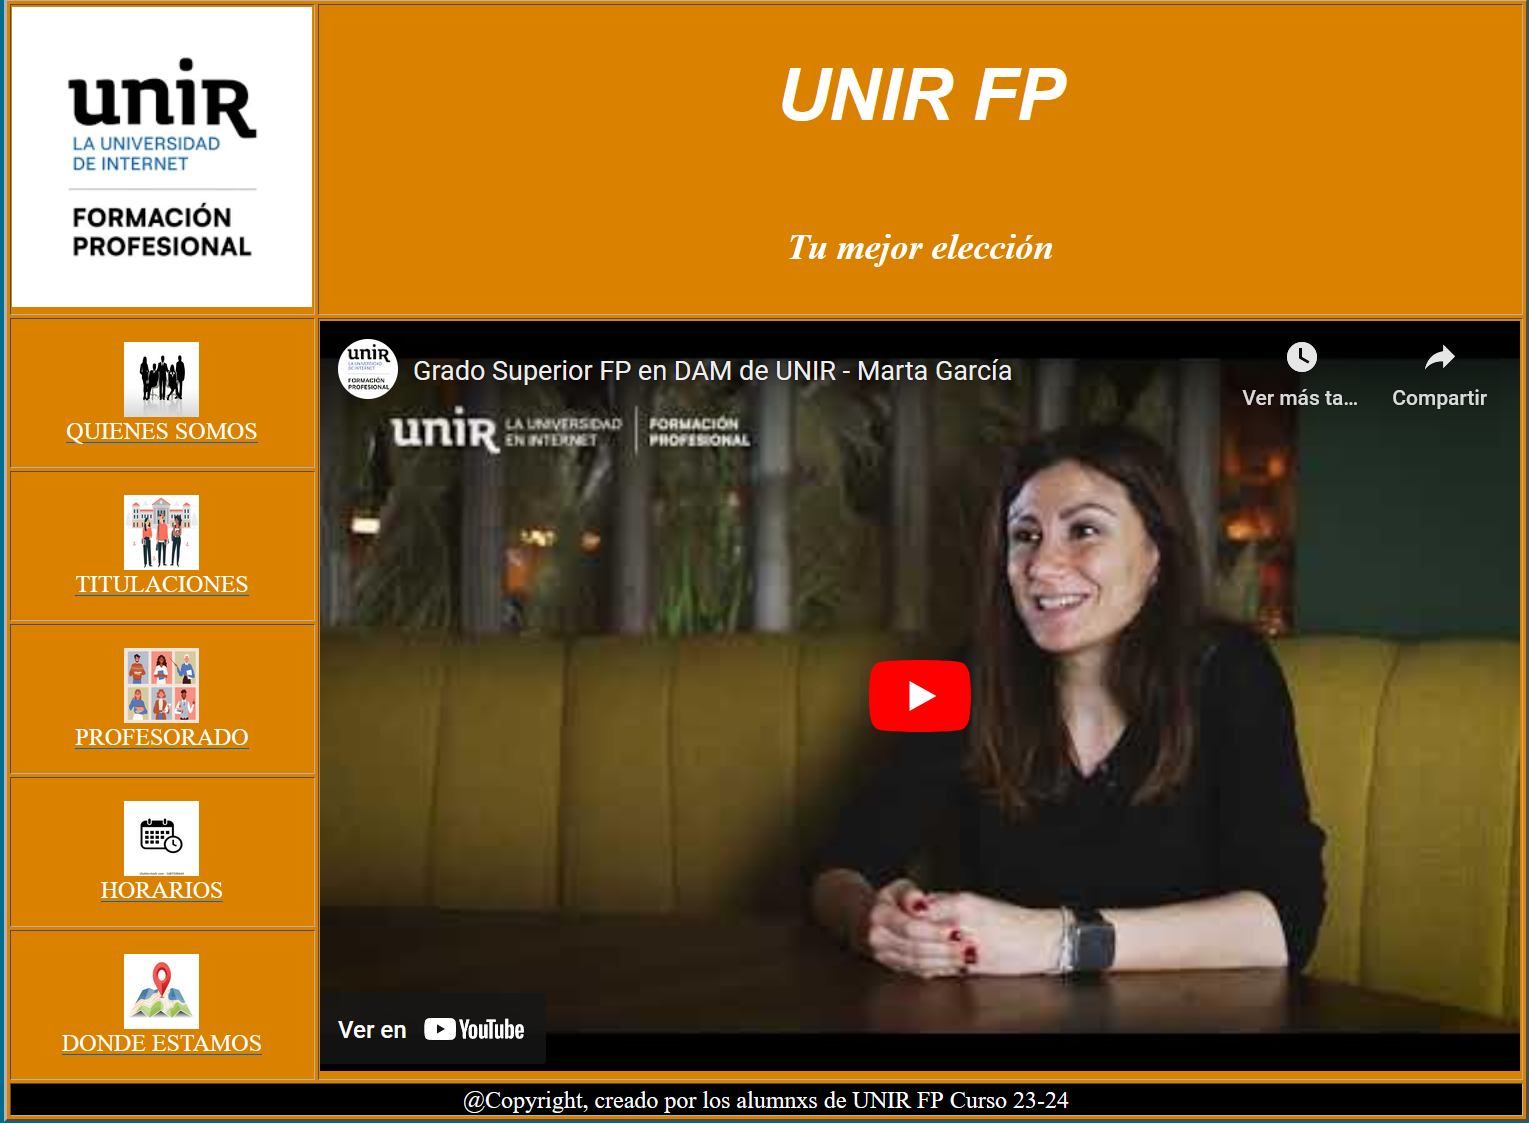 unir
LA UNIVERSIDAD
DE INTERNET
FORMACIÓN
PROFESIONAL
UNIR FP
Tu mejor elección
QUIENES SOMOS
TITULACIONES
PROFESORADO
HORARIOS
DONDE ESTAMOS
unir
FORMACIÓN
PROFESIONAL
Grado Superior FP en DAM de UNIR - Marta García
Ver más ta...
Compartir
unir LA UNIVERSIDAD EN INTERNET FORMACIÓN PROFESIONAL
Ver en YouTube
@Copyright, creado por los alumnxs de UNIR FP Curso 23-24